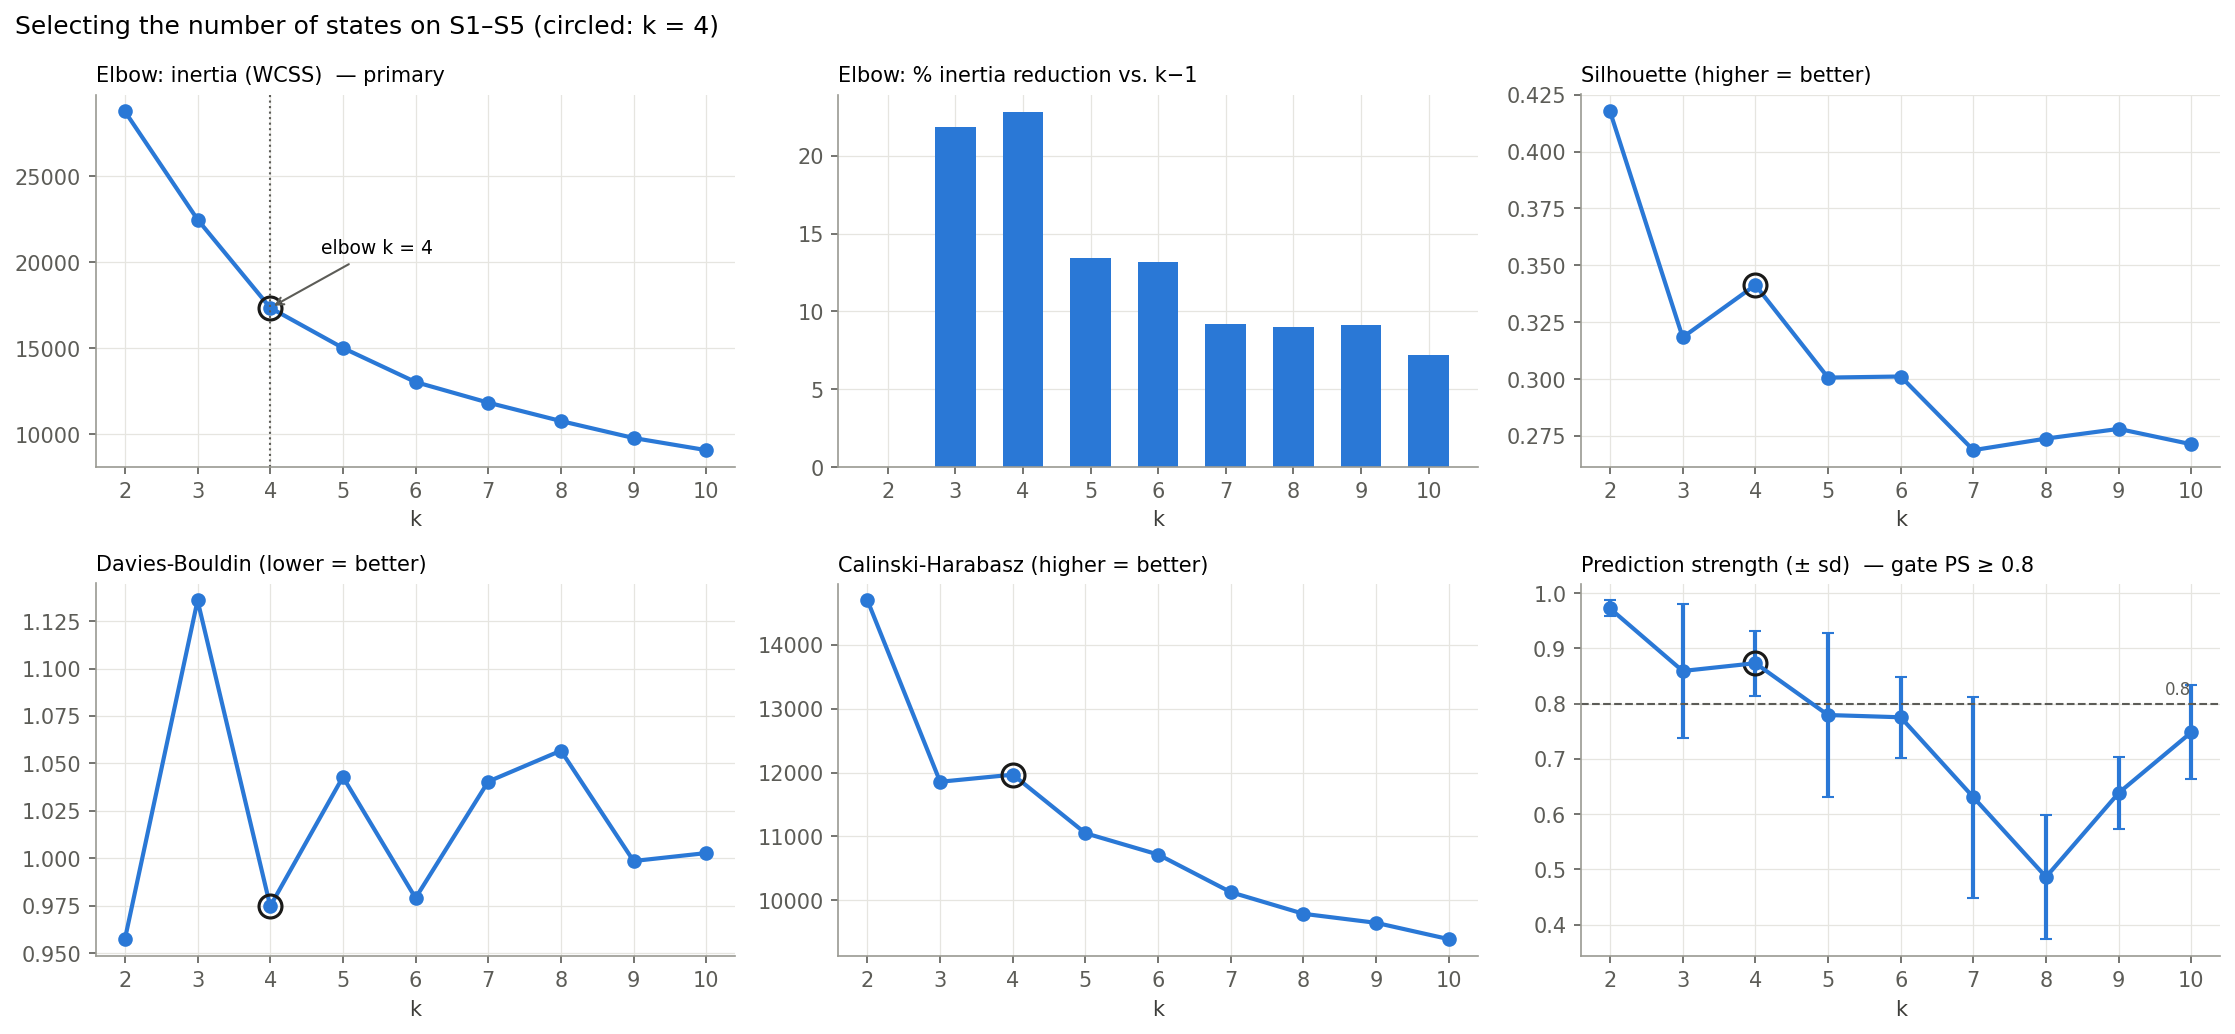 Selecting the number of states on S1–S5 (circled: k = 4)
Elbow: inertia (WCSS)  — primary
25000
20000
15000
10000
elbow k = 4
2 3 4 5 6 7 8 9 10
k
Elbow: % inertia reduction vs. k−1
20
15
10
5
0
2 3 4 5 6 7 8 9 10
k
Silhouette (higher = better)
0.425
0.400
0.375
0.350
0.325
0.300
0.275
2 3 4 5 6 7 8 9 10
k
Davies-Bouldin (lower = better)
1.125
1.100
1.075
1.050
1.025
1.000
0.975
0.950
2 3 4 5 6 7 8 9 10
k
Calinski-Harabasz (higher = better)
14000
13000
12000
11000
10000
2 3 4 5 6 7 8 9 10
k
Prediction strength (± sd)  — gate PS ≥ 0.8
1.0
0.9
0.8
0.7
0.6
0.5
0.4
0.8
2 3 4 5 6 7 8 9 10
k